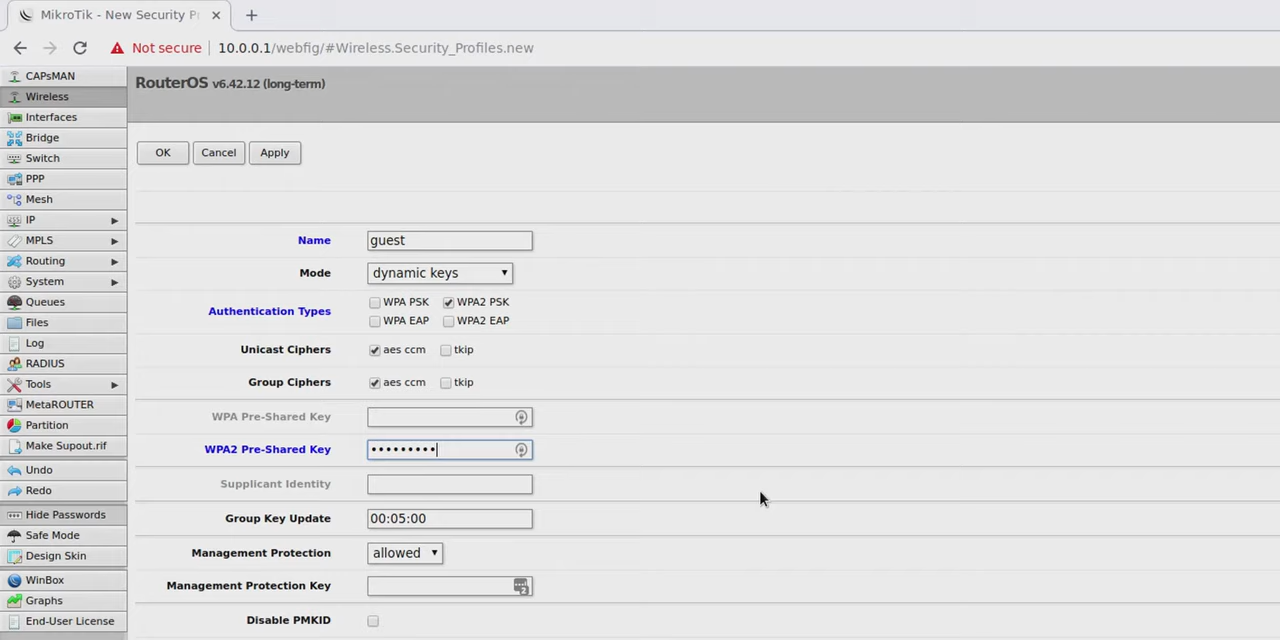 MikroTik - New Security Pr
Not secure
10.0.0.1/webfig/#Wireless.Security_Profiles.new
CAPsMAN
Wireless
Interfaces
Bridge
Switch
PPP
Mesh
IP
MPLS
Routing
System
Queues
Files
Log
RADIUS
Tools
MetaROUTER
Partition
Make Supout.rif
Undo
Redo
Hide Passwords
Safe Mode
Design Skin
WinBox
Graphs
End-User License
RouterOS v6.42.12 (long-term)
OK Cancel Apply
Name guest
Mode dynamic keys
Authentication Types WPA PSK WPA2 PSK
WPA EAP WPA2 EAP
Unicast Ciphers aes ccm tkip
Group Ciphers aes ccm tkip
WPA Pre-Shared Key
WPA2 Pre-Shared Key •••••••••
Supplicant Identity
Group Key Update 00:05:00
Management Protection allowed
Management Protection Key 2
Disable PMKID